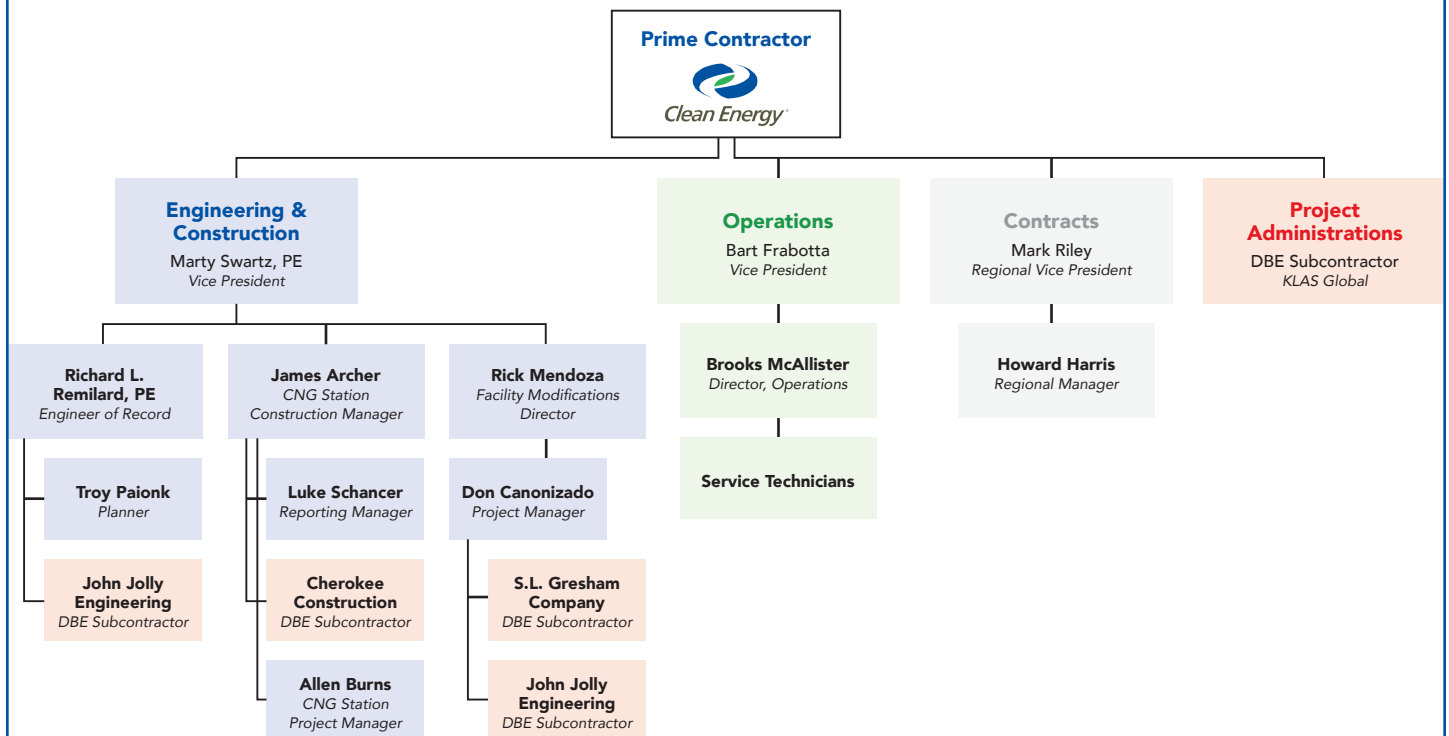 Prime Contractor
Clean Energy
Engineering &
Construction
Marty Swartz, PE
Vice President
Operations
Bart Frabotta
Vice President
Contracts
Mark Riley
Regional Vice President
Project
Administrations
DBE Subcontractor
KLAS Global
Richard L.
Remilard, PE
Engineer of Record
James Archer
CNG Station
Construction Manager
Rick Mendoza
Facility Modifications
Director
Brooks McAllister
Director, Operations
Howard Harris
Regional Manager
Troy Paionk
Planner
Luke Schancer
Reporting Manager
Don Canonizado
Project Manager
Service Technicians
John Jolly
Engineering
DBE Subcontractor
Cherokee
Construction
DBE Subcontractor
S.L. Gresham
Company
DBE Subcontractor
Allen Burns
CNG Station
Project Manager
John Jolly
Engineering
DBE Subcontractor